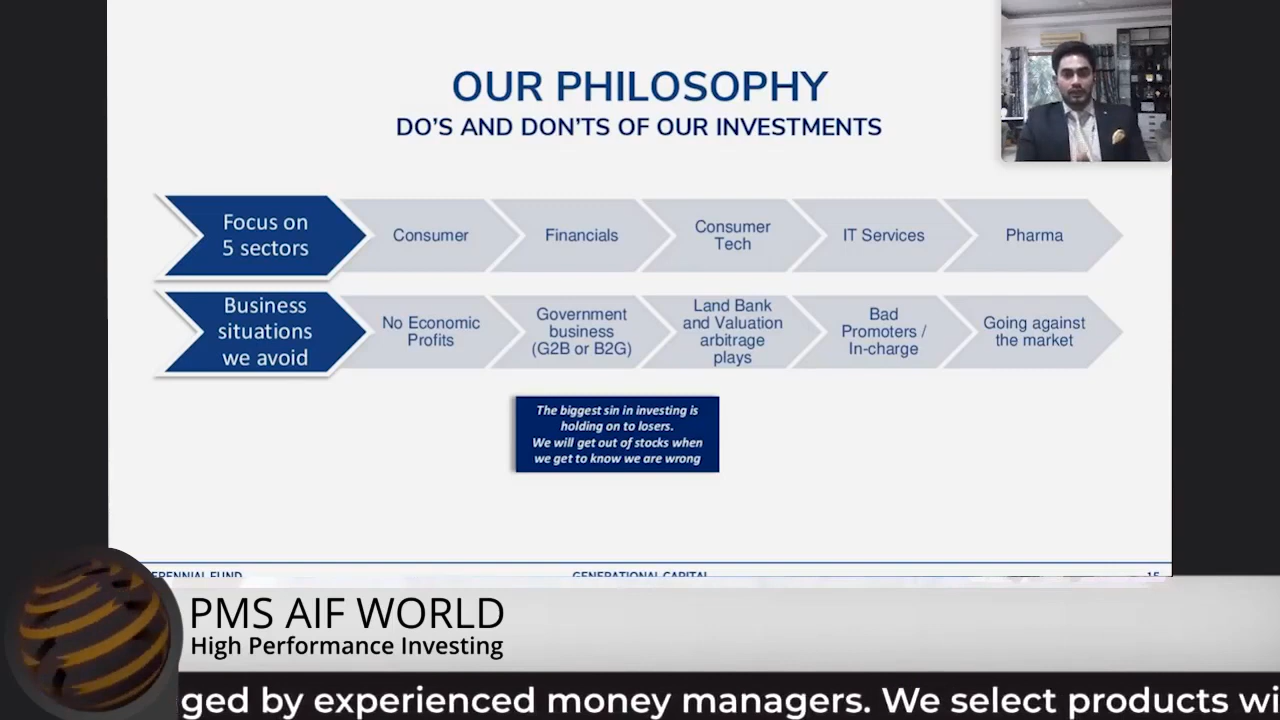 OUR PHILOSOPHY
DO'S AND DON'TS OF OUR INVESTMENTS
Focus on
5 sectors
Consumer
Financials
Consumer
Tech
IT Services
Pharma
Business
situations
we avoid
No Economic
Profits
Government
business
(G2B or B2G)
Land Bank
and Valuation
arbitrage
plays
Bad
Promoters /
In-charge
Going against
the market
The biggest sin in investing is
holding on to losers.
We will get out of stocks when
we get to know we are wrong
ERENNIAL FUND
GENERATIONAL CAPITAL
15
PMS AIF WORLD
High Performance Investing
ged by experienced money managers. We select products wi